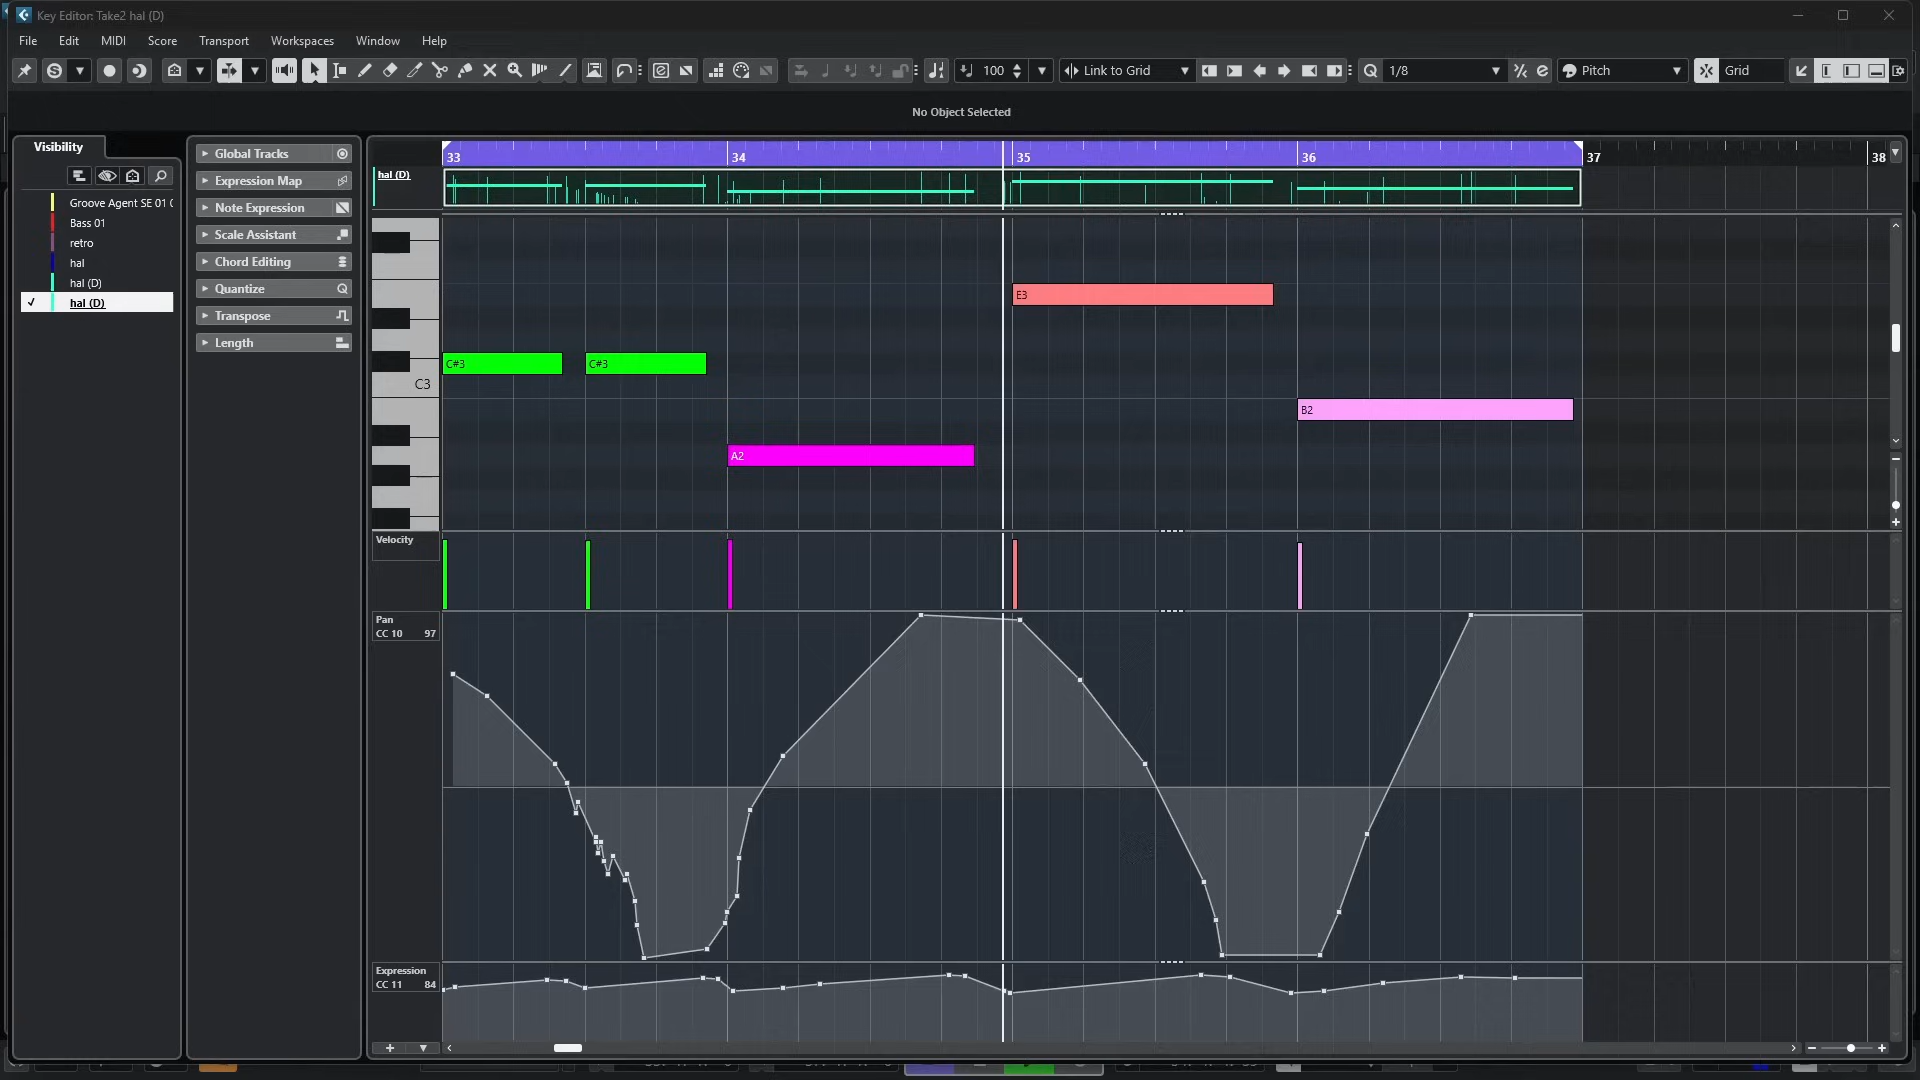 Key Editor: Take2 hal (D)
File Edit MIDI Score Transport Workspaces Window Help
100 Link to Grid 1/8 Pitch Grid
No Object Selected
Visibility
Groove Agent SE 01
Bass 01
retro
hal
hal (D)
hal (D)
Global Tracks
Expression Map
Note Expression
Scale Assistant
Chord Editing
Quantize
Transpose
Length
33 34 35 36 37 38
hal (D)
E3
C#3 C#3
C3
B2
A2
Velocity
Pan
CC 10 97
Expression
CC 11 84